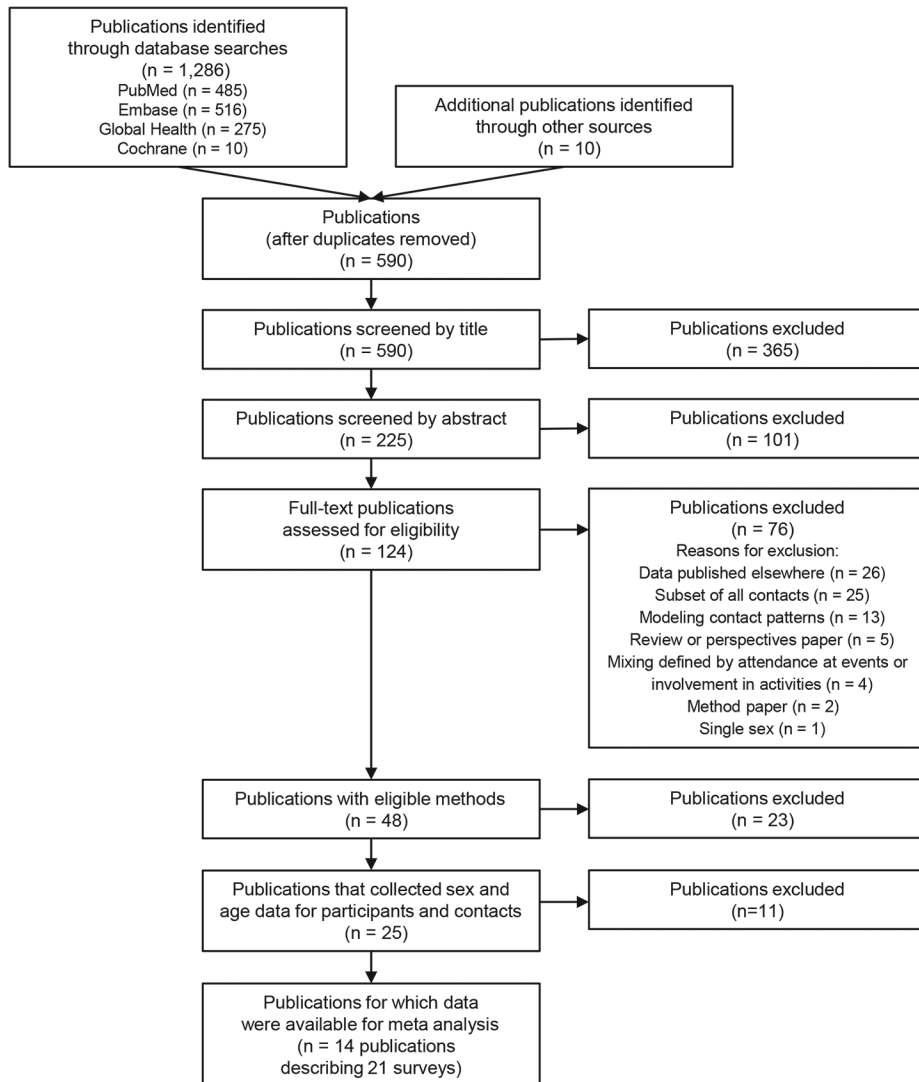 Publications identified
through database searches
(n = 1,286)
PubMed (n = 485)
Embase (n = 516)
Global Health (n = 275)
Cochrane (n = 10)
Additional publications identified
through other sources
(n = 10)
Publications
(after duplicates removed)
(n = 590)
Publications screened by title
(n = 590)
Publications excluded
(n = 365)
Publications screened by abstract
(n = 225)
Publications excluded
(n = 101)
Full-text publications
assessed for eligibility
(n = 124)
Publications excluded
(n = 76)
Reasons for exclusion:
Data published elsewhere (n = 26)
Subset of all contacts (n = 25)
Modeling contact patterns (n = 13)
Review or perspectives paper (n = 5)
Mixing defined by attendance at events or
involvement in activities (n = 4)
Method paper (n = 2)
Single sex (n = 1)
Publications with eligible methods
(n = 48)
Publications excluded
(n = 23)
Publications that collected sex and
age data for participants and contacts
(n = 25)
Publications excluded
(n=11)
Publications for which data
were available for meta analysis
(n = 14 publications
describing 21 surveys)